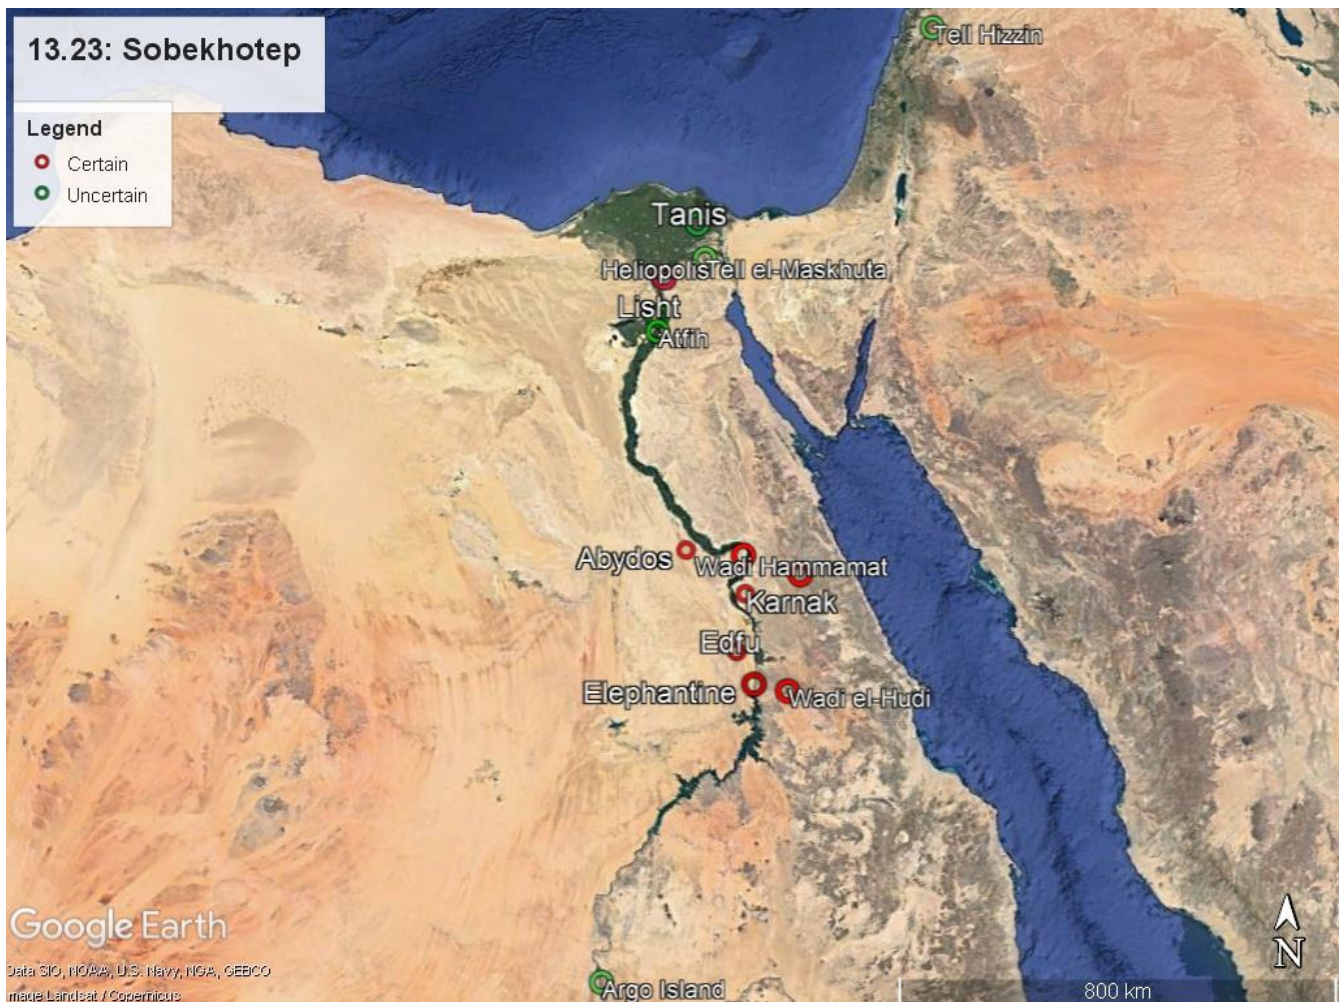 13.23: Sobekhotep
Tell Hizzin
Legend
Certain
Uncertain
Tanis
Heliopolis
Tell el-Maskhuta
Lisht
Atfih
Abydos
Wadi Hammamat
Karnak
Edfu
Elephantine
Wadi el-Hudi
Google Earth
Data SIO, NOAA, U.S. Navy, NGA, GEBCO
Image Landsat / Copernicus
Argo Island
800 km
N